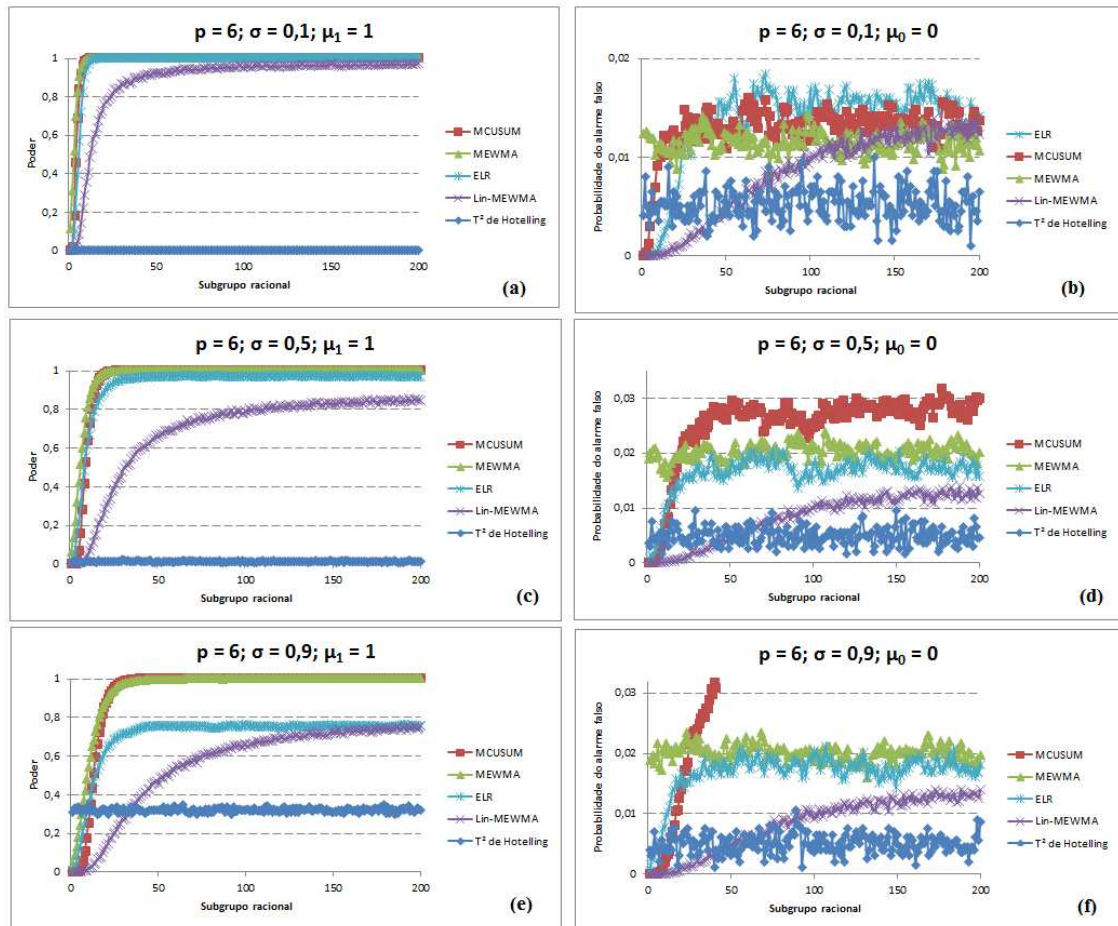 p = 6; σ = 0,1; μ₁ = 1
1
0,8
0,6
0,4
0,2
0
Poder
0 50 100 150 200
Subgrupo racional
MCUSUM
MEWMA
ELR
Lin-MEWMA
T² de Hotelling
(a)
p = 6; σ = 0,1; μ₀ = 0
0,02
0,01
0
Probabilidade do alarme falso
0 50 100 150 200
Subgrupo racional
ELR
MCUSUM
MEWMA
Lin-MEWMA
T² de Hotelling
(b)
p = 6; σ = 0,5; μ₁ = 1
1
0,8
0,6
0,4
0,2
0
Poder
0 50 100 150 200
Subgrupo racional
MCUSUM
MEWMA
ELR
Lin-MEWMA
T² de Hotelling
(c)
p = 6; σ = 0,5; μ₀ = 0
0,03
0,02
0,01
0
Probabilidade do alarme falso
0 50 100 150 200
Subgrupo racional
MCUSUM
MEWMA
ELR
Lin-MEWMA
T² de Hotelling
(d)
p = 6; σ = 0,9; μ₁ = 1
1
0,8
0,6
0,4
0,2
0
Poder
0 50 100 150 200
Subgrupo racional
MCUSUM
MEWMA
ELR
Lin-MEWMA
T² de Hotelling
(e)
p = 6; σ = 0,9; μ₀ = 0
0,03
0,02
0,01
0
Probabilidade do alarme falso
0 50 100 150 200
Subgrupo racional
MCUSUM
MEWMA
ELR
Lin-MEWMA
T² de Hotelling
(f)